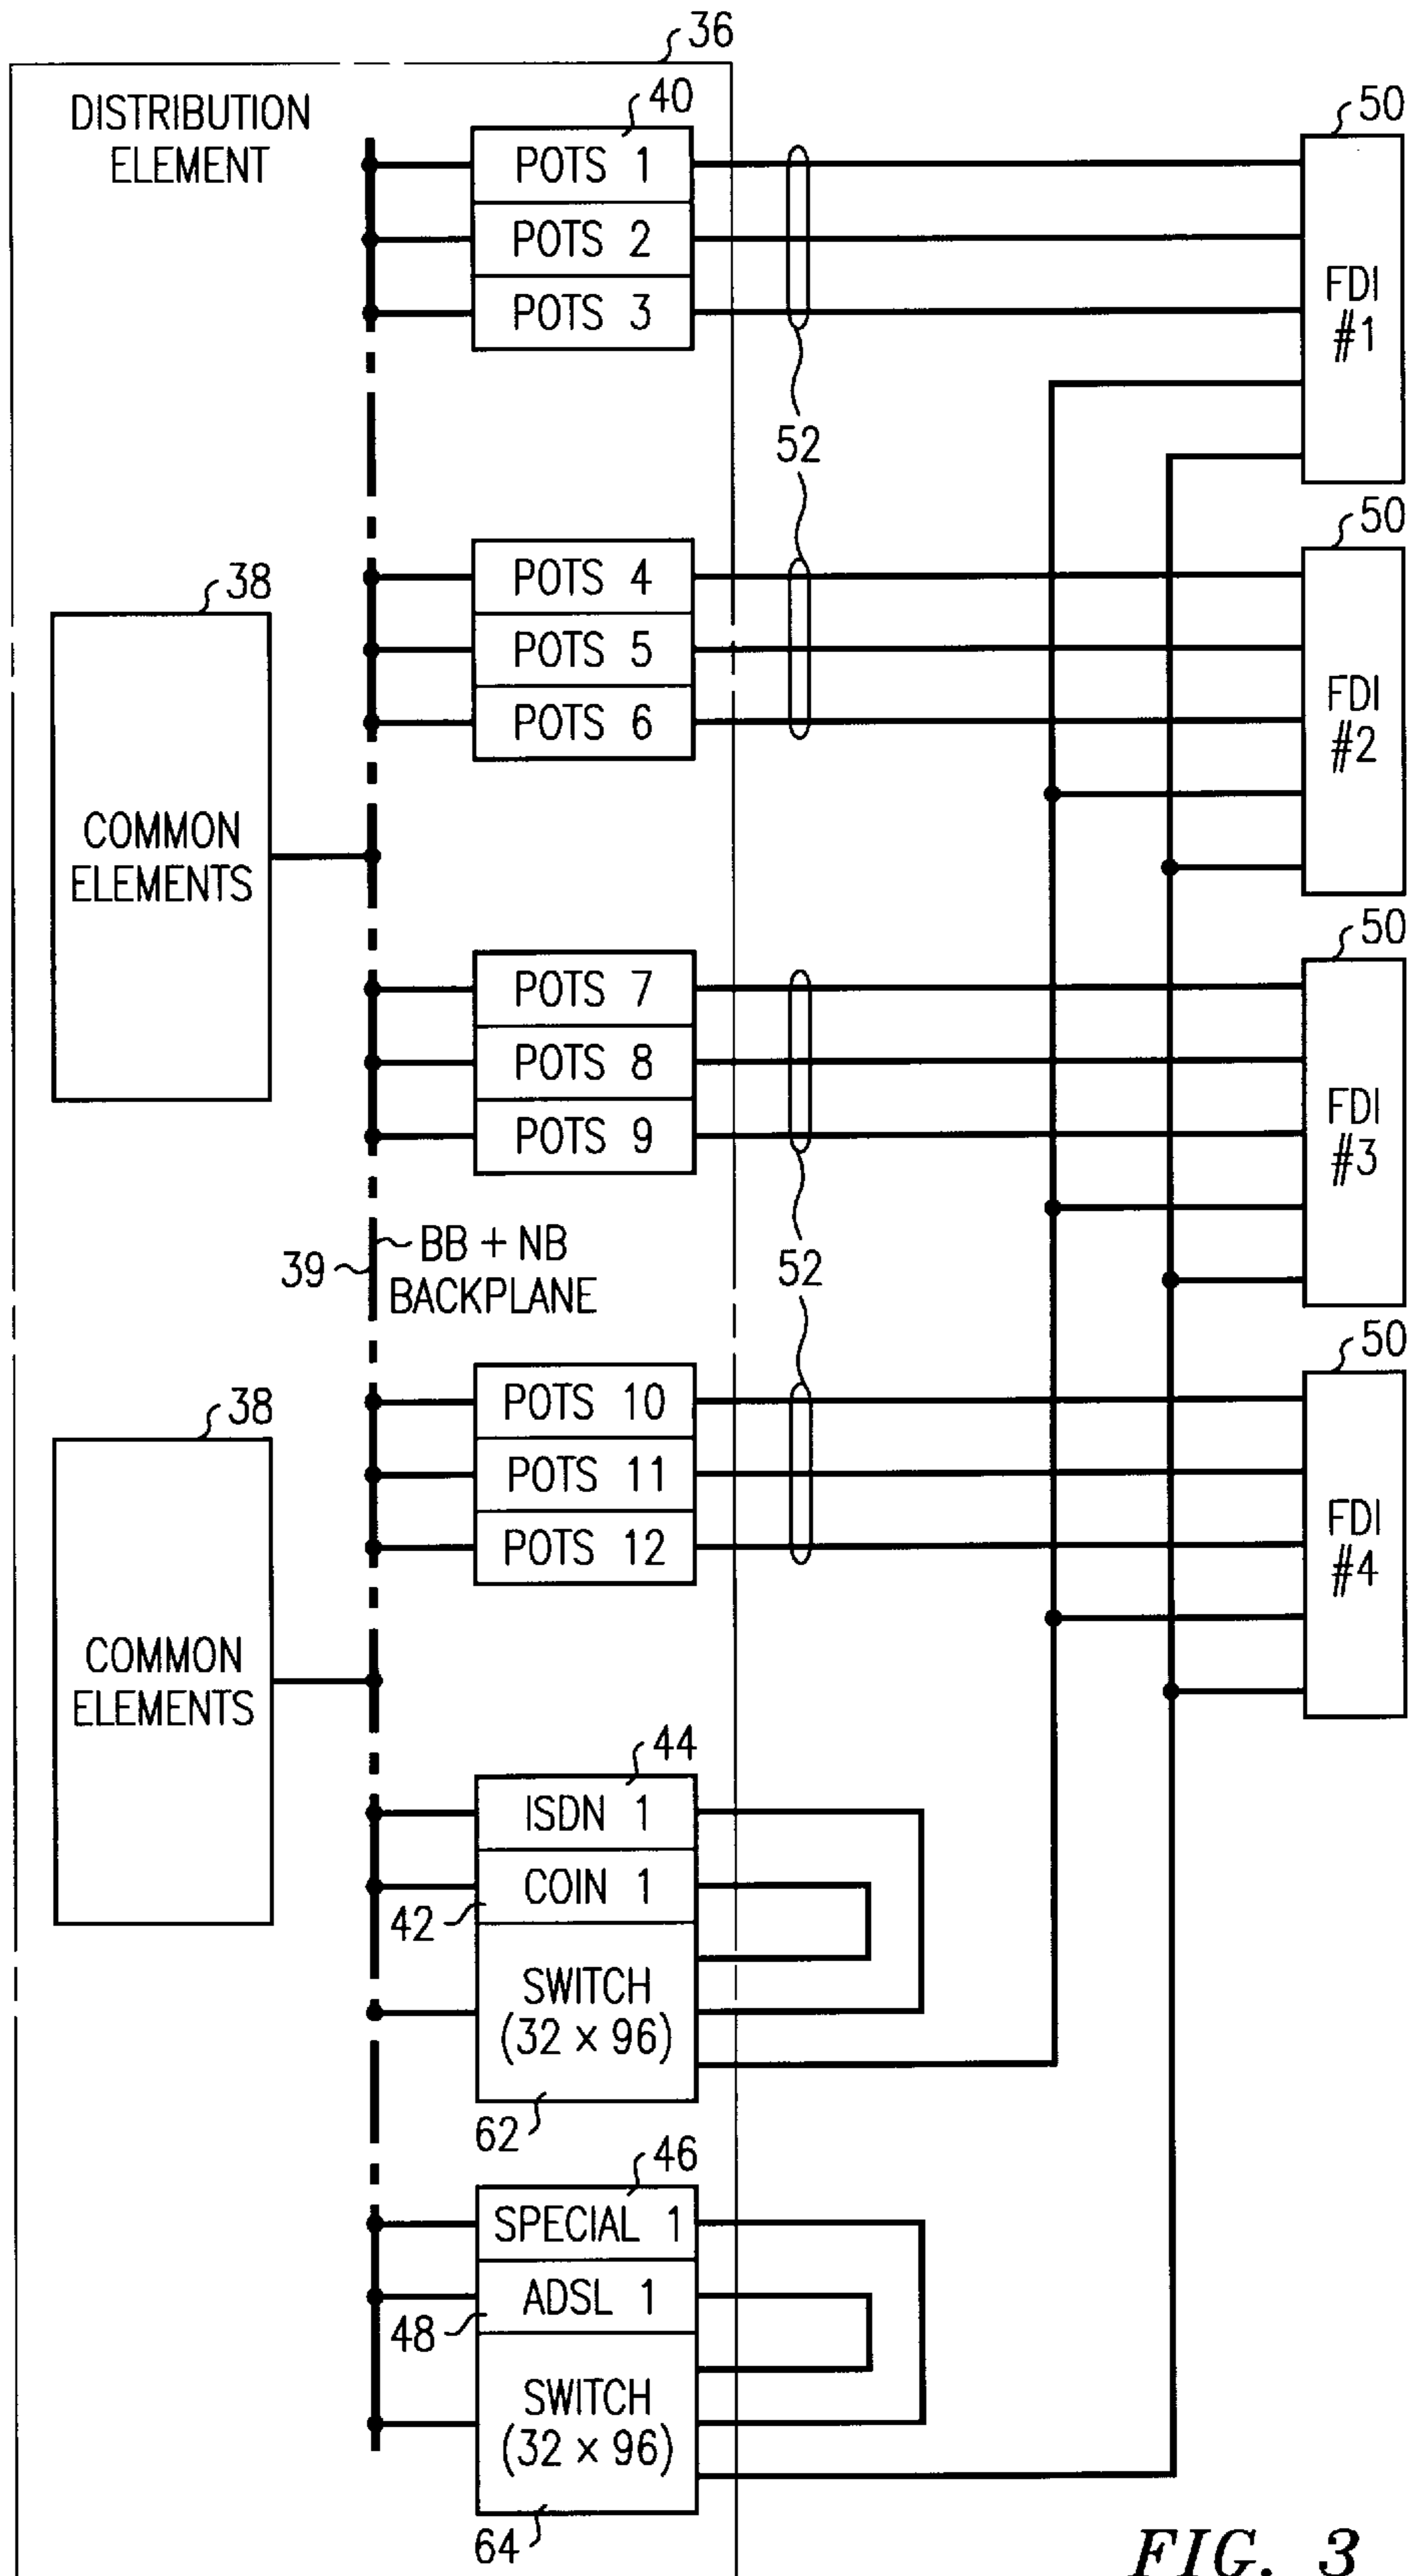 36
DISTRIBUTION
ELEMENT
40
POTS 1
POTS 2
POTS 3
50
FDI
#1
52
38
COMMON
ELEMENTS
POTS 4
POTS 5
POTS 6
50
FDI
#2
POTS 7
POTS 8
POTS 9
50
FDI
#3
39
BB + NB
BACKPLANE
52
38
COMMON
ELEMENTS
POTS 10
POTS 11
POTS 12
50
FDI
#4
44
ISDN 1
COIN 1
42
SWITCH
(32 × 96)
62
46
SPECIAL 1
ADSL 1
48
SWITCH
(32 × 96)
64
FIG. 3